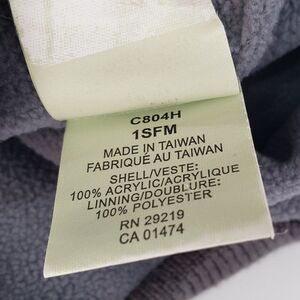 C804H
1SFM
MADE IN TAIWAN
FABRIQUÉ AU TAIWAN
SHELL/VESTE:
100% ACRYLIC/ACRYLIQUE
LINNING/DOUBLURE:
100% POLYESTER
RN 29219
CA 01474